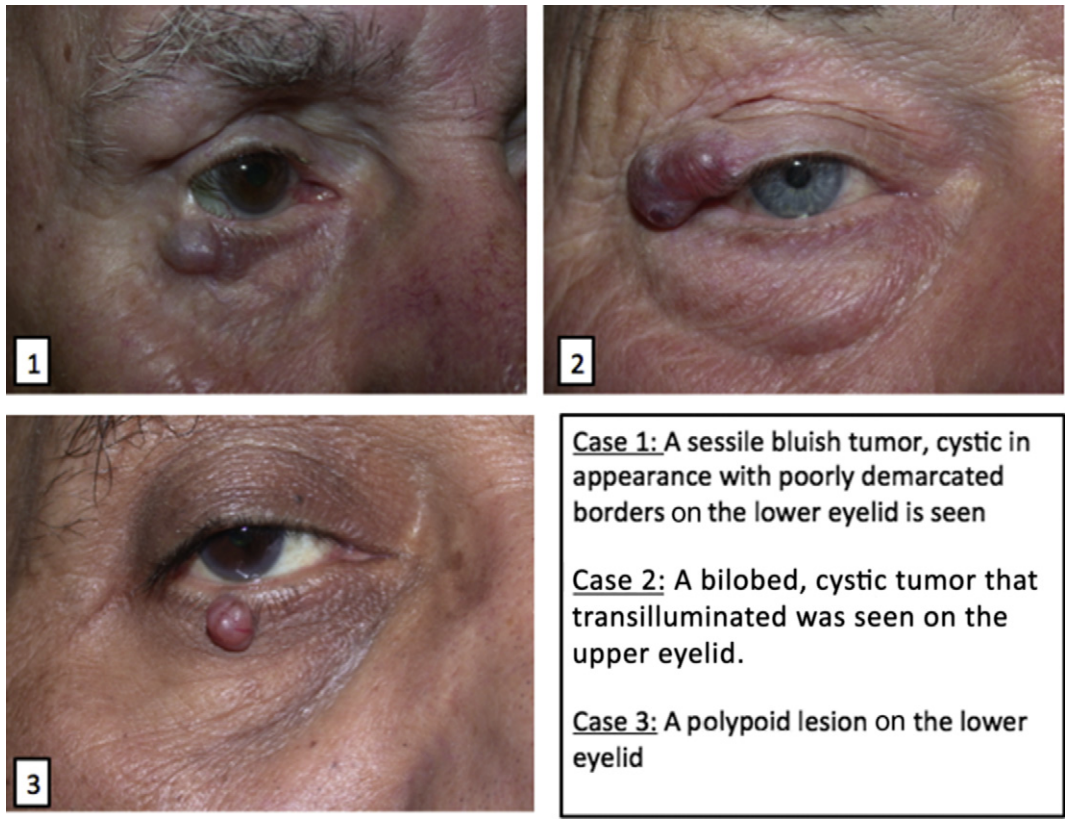 1
2
3
Case 1: A sessile bluish tumor, cystic in
appearance with poorly demarcated
borders on the lower eyelid is seen
Case 2: A bilobed, cystic tumor that
transilluminated was seen on the
upper eyelid.
Case 3: A polypoid lesion on the lower
eyelid